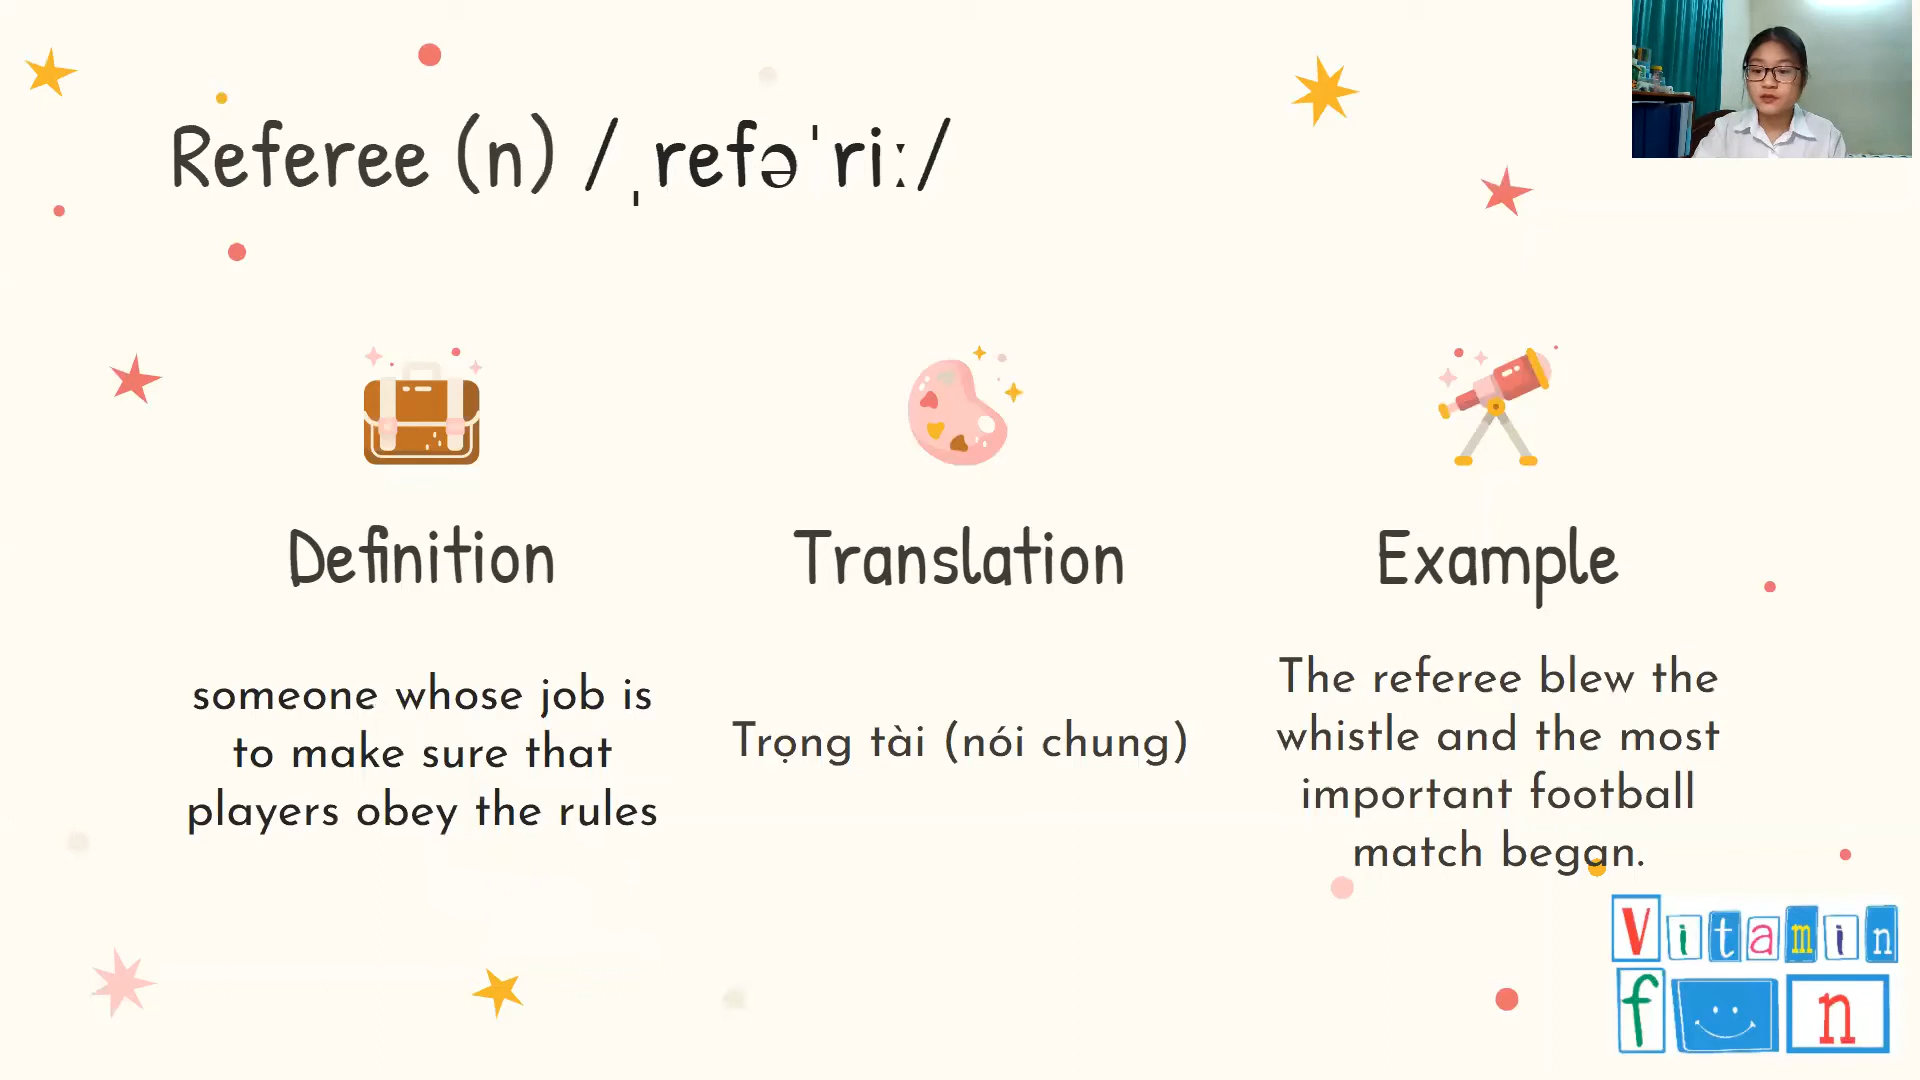 Referee (n) /ˌrefəˈriː/
Definition
someone whose job is
to make sure that
players obey the rules
Translation
Trọng tài (nói chung)
Example
The referee blew the
whistle and the most
important football
match began.
Vitamin
fn